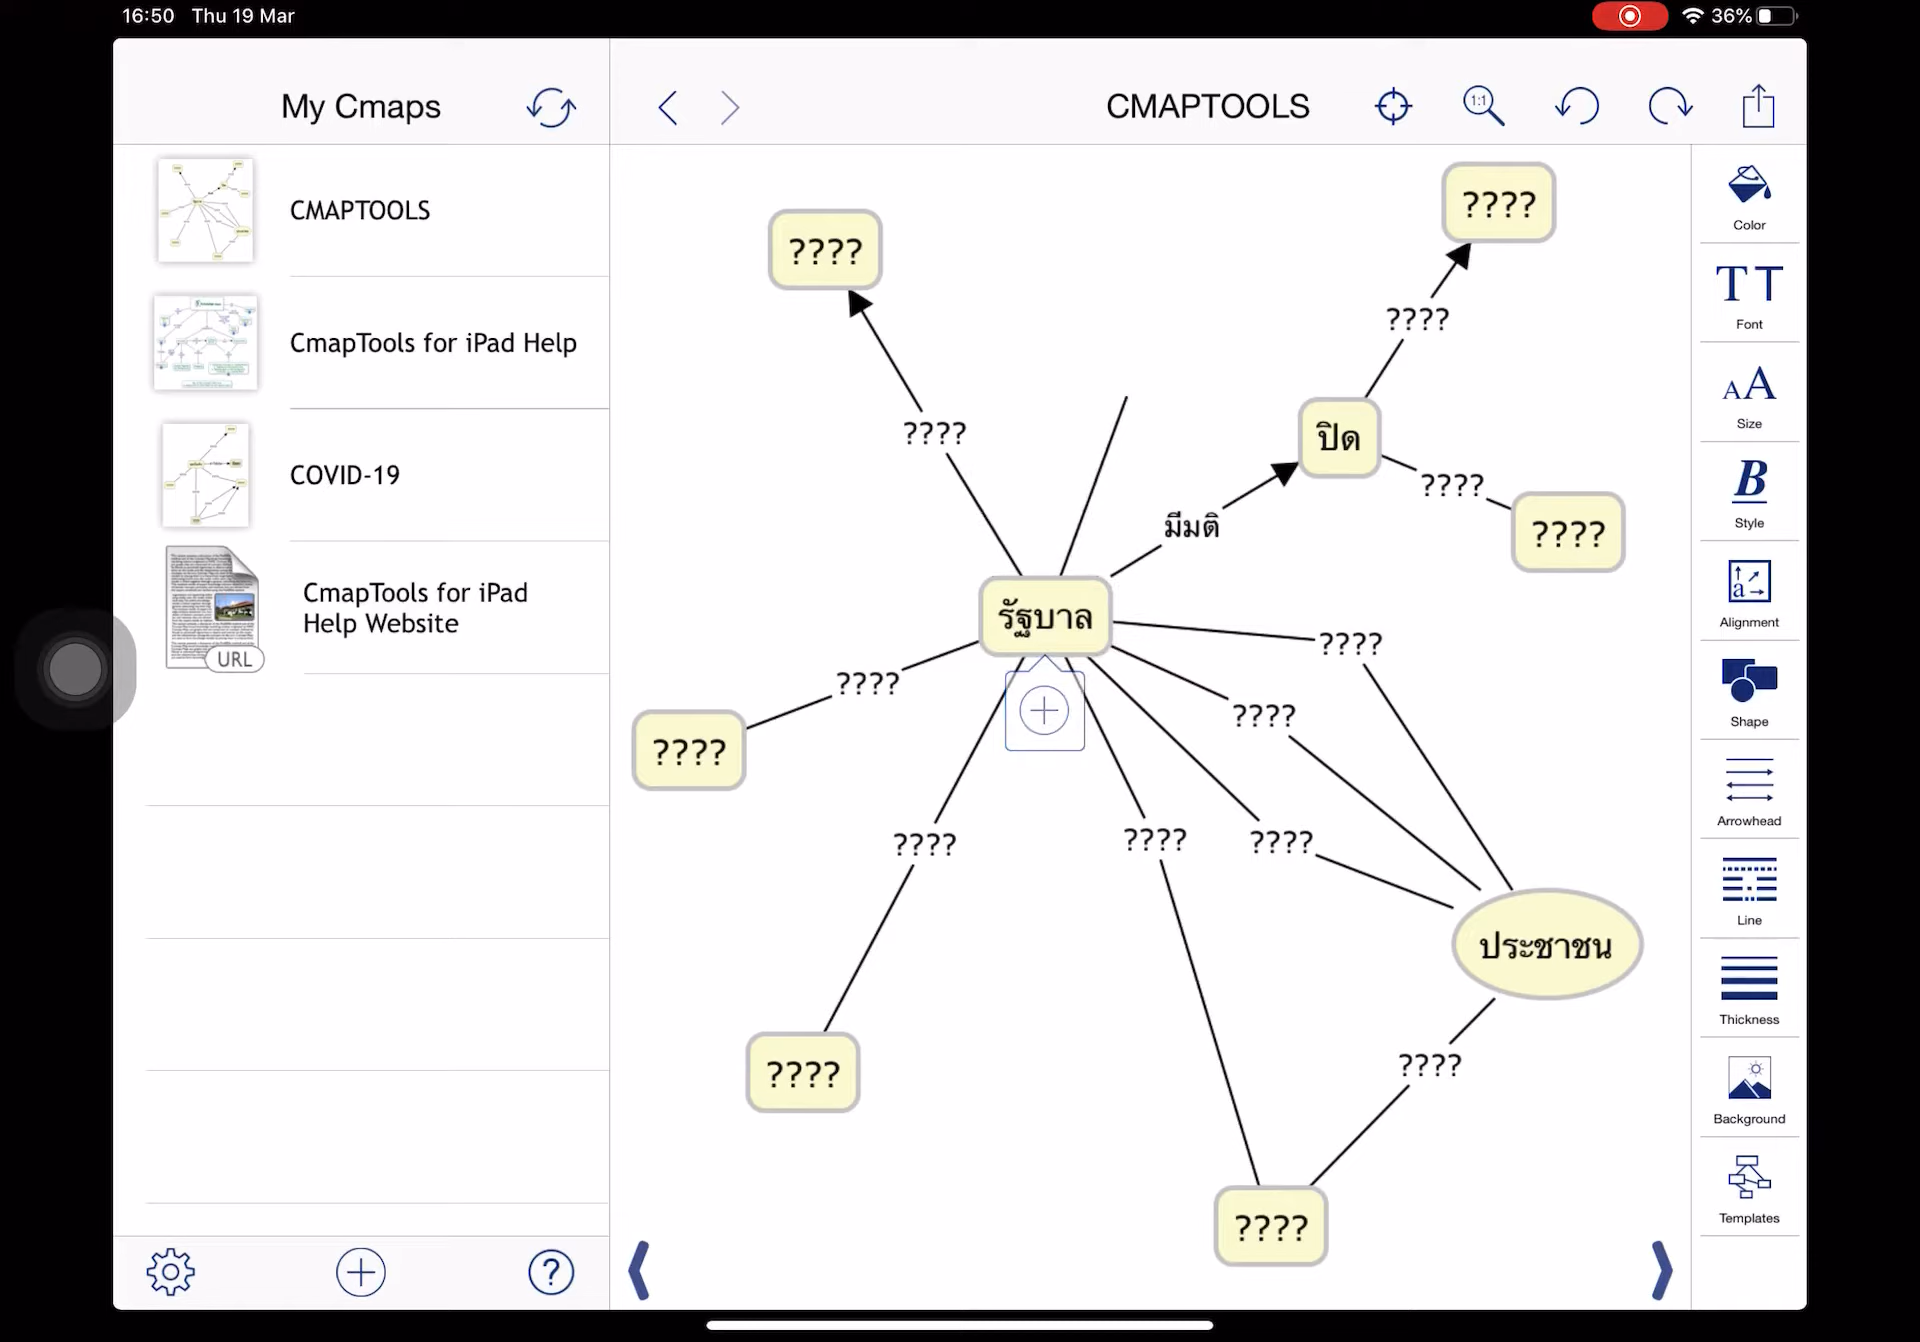 16:50 Thu 19 Mar
36%
My Cmaps
CMAPTOOLS
1:1
CMAPTOOLS
CmapTools for iPad Help
COVID-19
CmapTools for iPad
Help Website
URL
????
????
????
????
ปิด
????
????
มีมติ
รัฐบาล
????
????
????
????
????
????
????
ประชาชน
????
????
????
Color
Font
Size
Style
Alignment
Shape
Arrowhead
Line
Thickness
Background
Templates